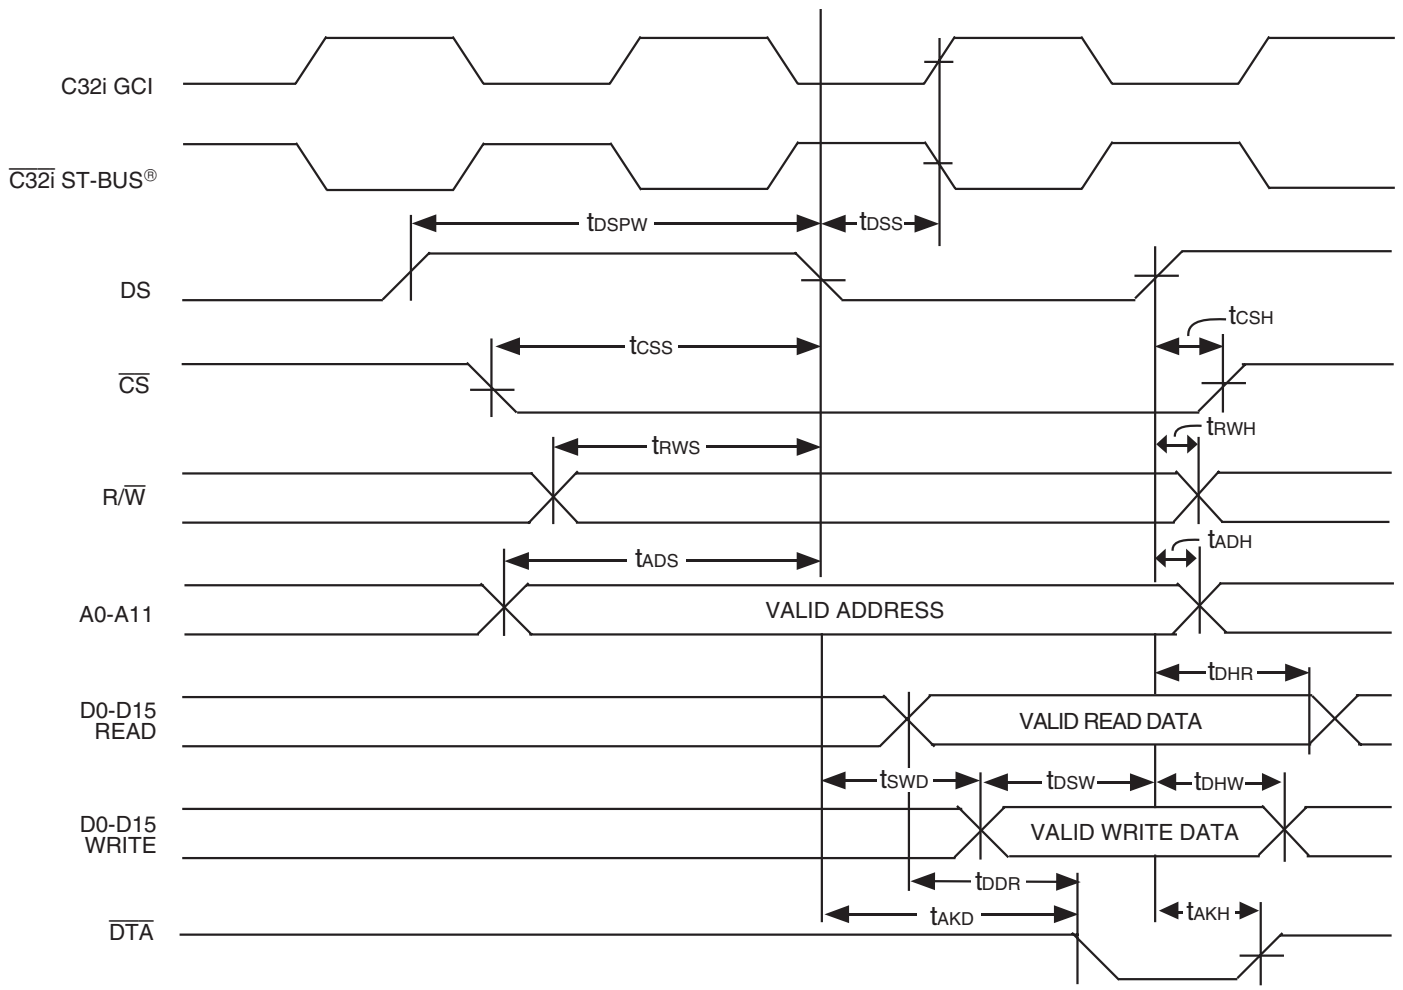 C32i GCI
C32i ST-BUS®
tDSPW
tDSS
DS
tCSH
tCSS
CS
tRWH
tRWS
R/W
tADH
tADS
A0-A11
VALID ADDRESS
tDHR
D0-D15
READ
VALID READ DATA
tSWD
tDSW
tDHW
D0-D15
WRITE
VALID WRITE DATA
tDDR
tAKD
tAKH
DTA